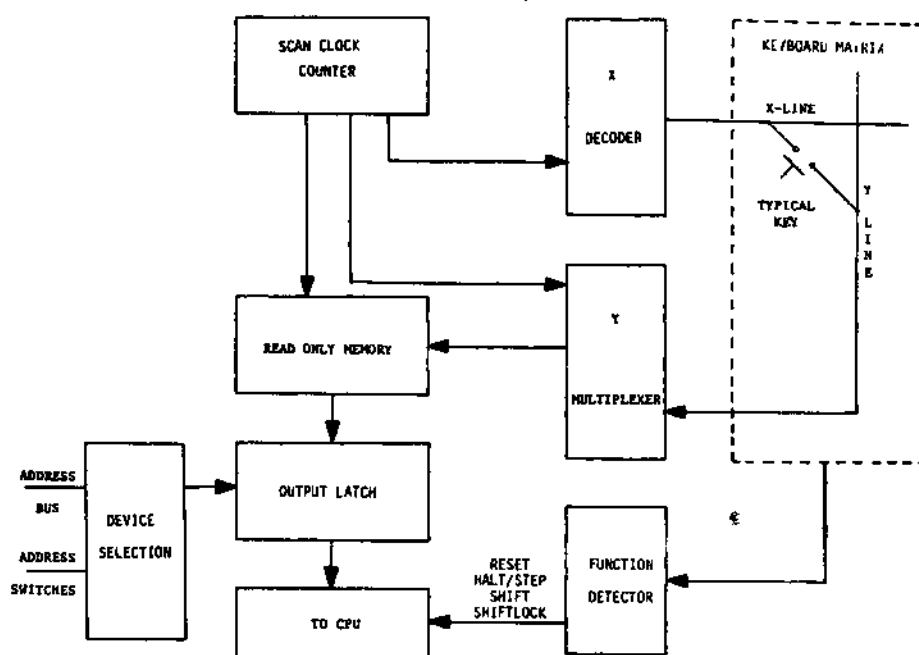 SCAN CLOCK
COUNTER
X
DECODER
KEYBOARD MATRIX
X-LINE
TYPICAL
KEY
Y LINE
READ ONLY MEMORY
Y
MULTIPLEXER
ADDRESS
BUS
ADDRESS
SWITCHES
DEVICE
SELECTION
OUTPUT LATCH
RESET
HALT/STEP
SHIFT
SHIFTLOCK
FUNCTION
DETECTOR
TO CPU